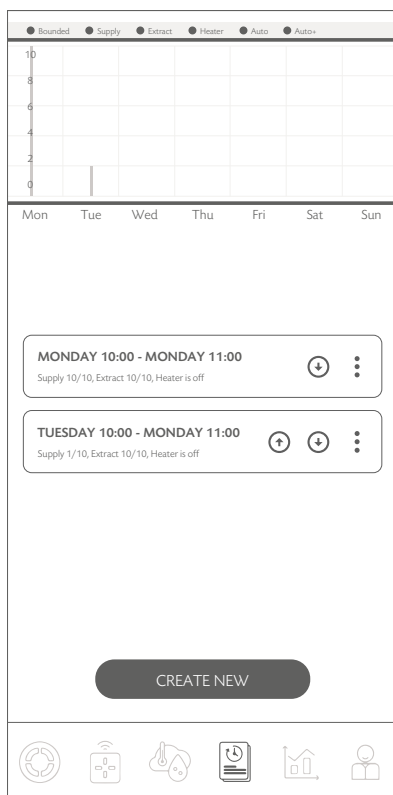 Bounded Supply Extract Heater Auto Auto+
10
8
6
4
2
0
Mon Tue Wed Thu Fri Sat Sun
MONDAY 10:00 - MONDAY 11:00
Supply 10/10, Extract 10/10, Heater is off
TUESDAY 10:00 - MONDAY 11:00
Supply 1/10, Extract 10/10, Heater is off
CREATE NEW